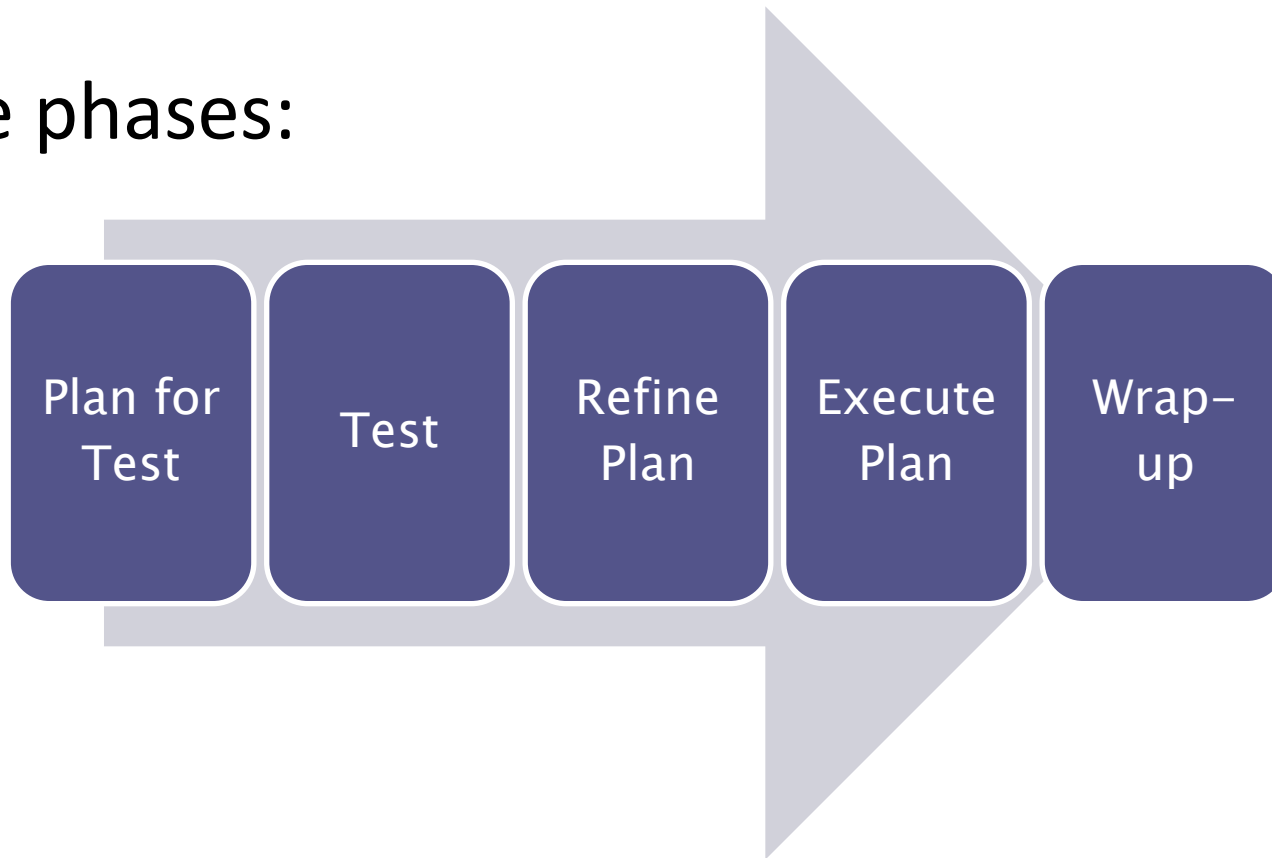 e phases:
Plan for
Test
Test
Refine
Plan
Execute
Plan
Wrap-
up